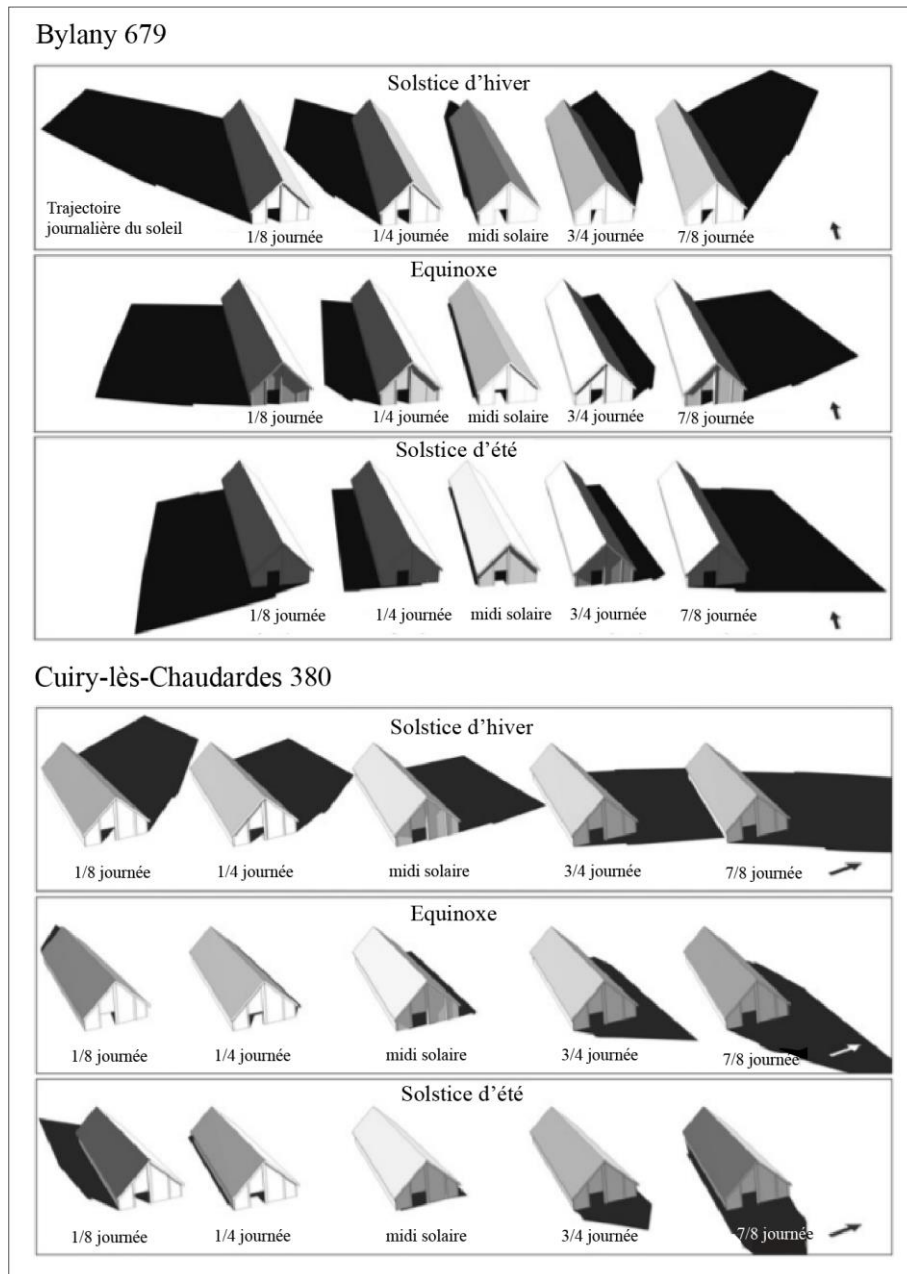 Bylany 679
Solstice d'hiver
Trajectoire
journalière du soleil
1/8 journée 1/4 journée midi solaire 3/4 journée 7/8 journée
Equinoxe
1/8 journée 1/4 journée midi solaire 3/4 journée 7/8 journée
Solstice d'été
1/8 journée 1/4 journée midi solaire 3/4 journée 7/8 journée
Cuiry-lès-Chaudardes 380
Solstice d'hiver
1/8 journée 1/4 journée midi solaire 3/4 journée 7/8 journée
Equinoxe
1/8 journée 1/4 journée midi solaire 3/4 journée 7/8 journée
Solstice d'été
1/8 journée 1/4 journée midi solaire 3/4 journée 7/8 journée